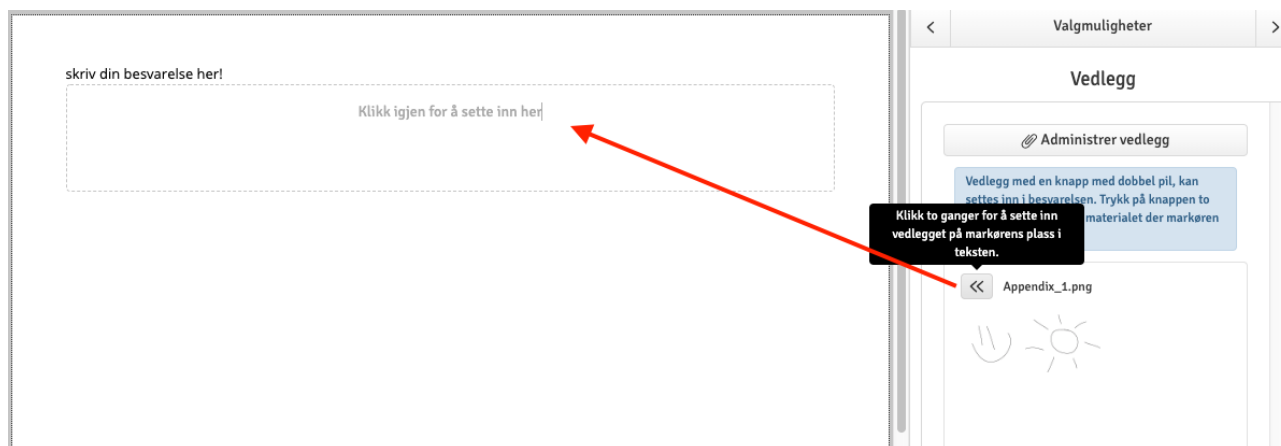 Valgmuligheter
Vedlegg
skriv din besvarelse her!
Klikk igjen for å sette inn her
Administrer vedlegg
Vedlegg med en knapp med dobbel pil, kan
settes inn i besvarelsen. Trykk på knappen to
materialet der markøren
Klikk to ganger for å sette inn
vedlegget på markørens plass i
teksten.
Appendix_1.png